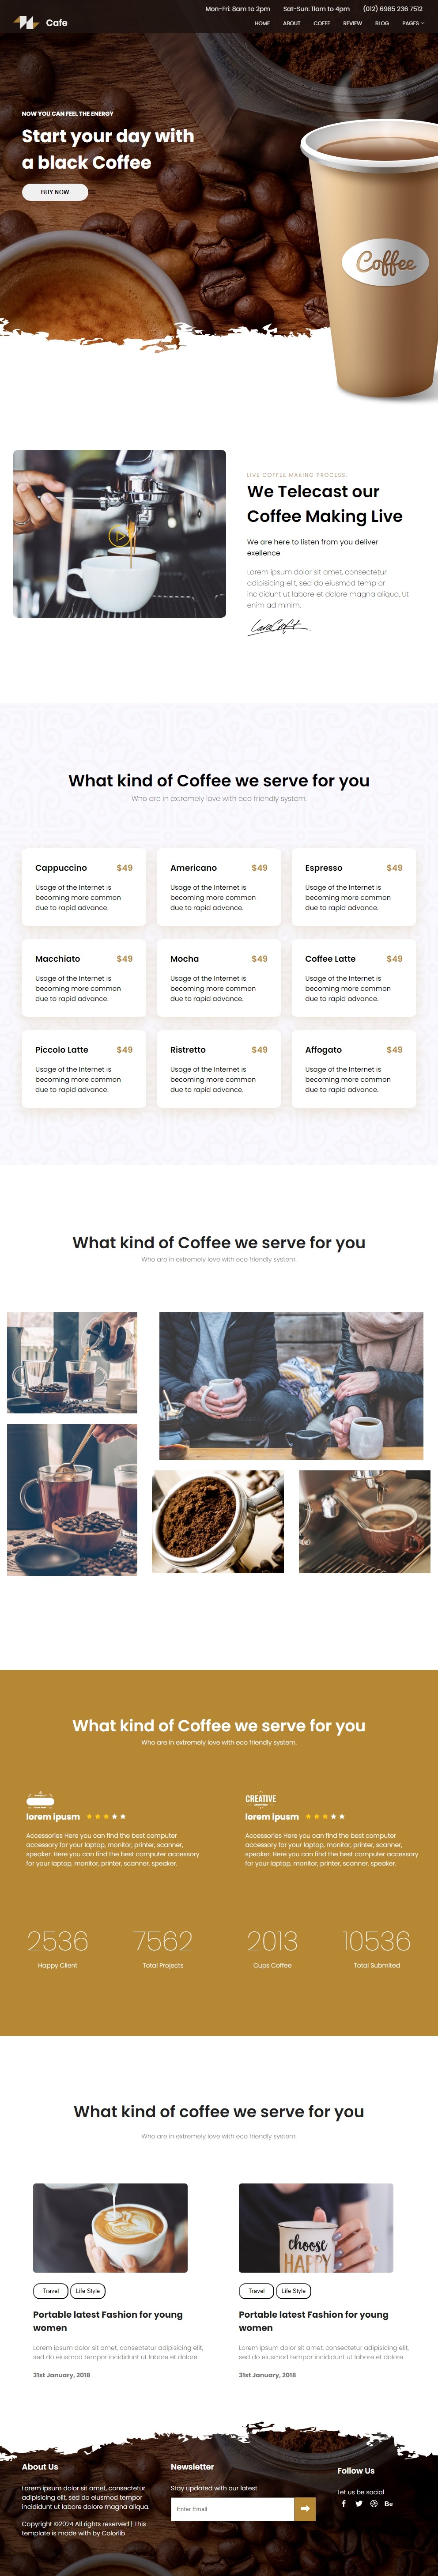 Mon-Fri: 8am to 2pm Sat-Sun: 11am to 4pm (012) 6985 236 7512
Cafe
HOME ABOUT COFFE REVIEW BLOG PAGES
NOW YOU CAN FEEL THE ENERGY
Start your day with
a black Coffee
BUY NOW
Coffee
LIVE COFFEE MAKING PROCESS.
We Telecast our
Coffee Making Live
We are here to listen from you deliver
exellence
Lorem ipsum dolor sit amet, consectetur
adipisicing elit, sed do eiusmod temp or
incididunt ut labore et dolore magna aliqua. Ut
enim ad minim.
What kind of Coffee we serve for you
Who are in extremely love with eco friendly system.
Cappuccino $49
Usage of the Internet is
becoming more common
due to rapid advance.
Americano $49
Usage of the Internet is
becoming more common
due to rapid advance.
Espresso $49
Usage of the Internet is
becoming more common
due to rapid advance.
Macchiato $49
Usage of the Internet is
becoming more common
due to rapid advance.
Mocha $49
Usage of the Internet is
becoming more common
due to rapid advance.
Coffee Latte $49
Usage of the Internet is
becoming more common
due to rapid advance.
Piccolo Latte $49
Usage of the Internet is
becoming more common
due to rapid advance.
Ristretto $49
Usage of the Internet is
becoming more common
due to rapid advance.
Affogato $49
Usage of the Internet is
becoming more common
due to rapid advance.
What kind of Coffee we serve for you
Who are in extremely love with eco friendly system.
What kind of Coffee we serve for you
Who are in extremely love with eco friendly system.
lorem ipusm
Accessories Here you can find the best computer
accessory for your laptop, monitor, printer, scanner,
speaker. Here you can find the best computer accessory
for your laptop, monitor, printer, scanner, speaker.
CREATIVE
lorem ipusm
Accessories Here you can find the best computer
accessory for your laptop, monitor, printer, scanner,
speaker. Here you can find the best computer accessory
for your laptop, monitor, printer, scanner, speaker.
2536 7562 2013 10536
Happy Client Total Projects Cups Coffee Total Submited
What kind of coffee we serve for you
Who are in extremely love with eco friendly system.
choose
HAPPY
Travel Life Style
Portable latest Fashion for young
women
Lorem ipsum dolor sit amet, consectetur adipisicing elit,
sed do eiusmod tempor incididunt ut labore et dolore.
31st January, 2018
Travel Life Style
Portable latest Fashion for young
women
Lorem ipsum dolor sit amet, consectetur adipisicing elit,
sed do eiusmod tempor incididunt ut labore et dolore.
31st January, 2018
About Us
Lorem ipsum dolor sit amet, consectetur
adipisicing elit, sed do eiusmod tempor
incididunt ut labore dolore magna aliqua.
Copyright ©2024 All rights reserved | This
template is made with by Colorlib
Newsletter
Stay updated with our latest
Enter Email
Follow Us
Let us be social